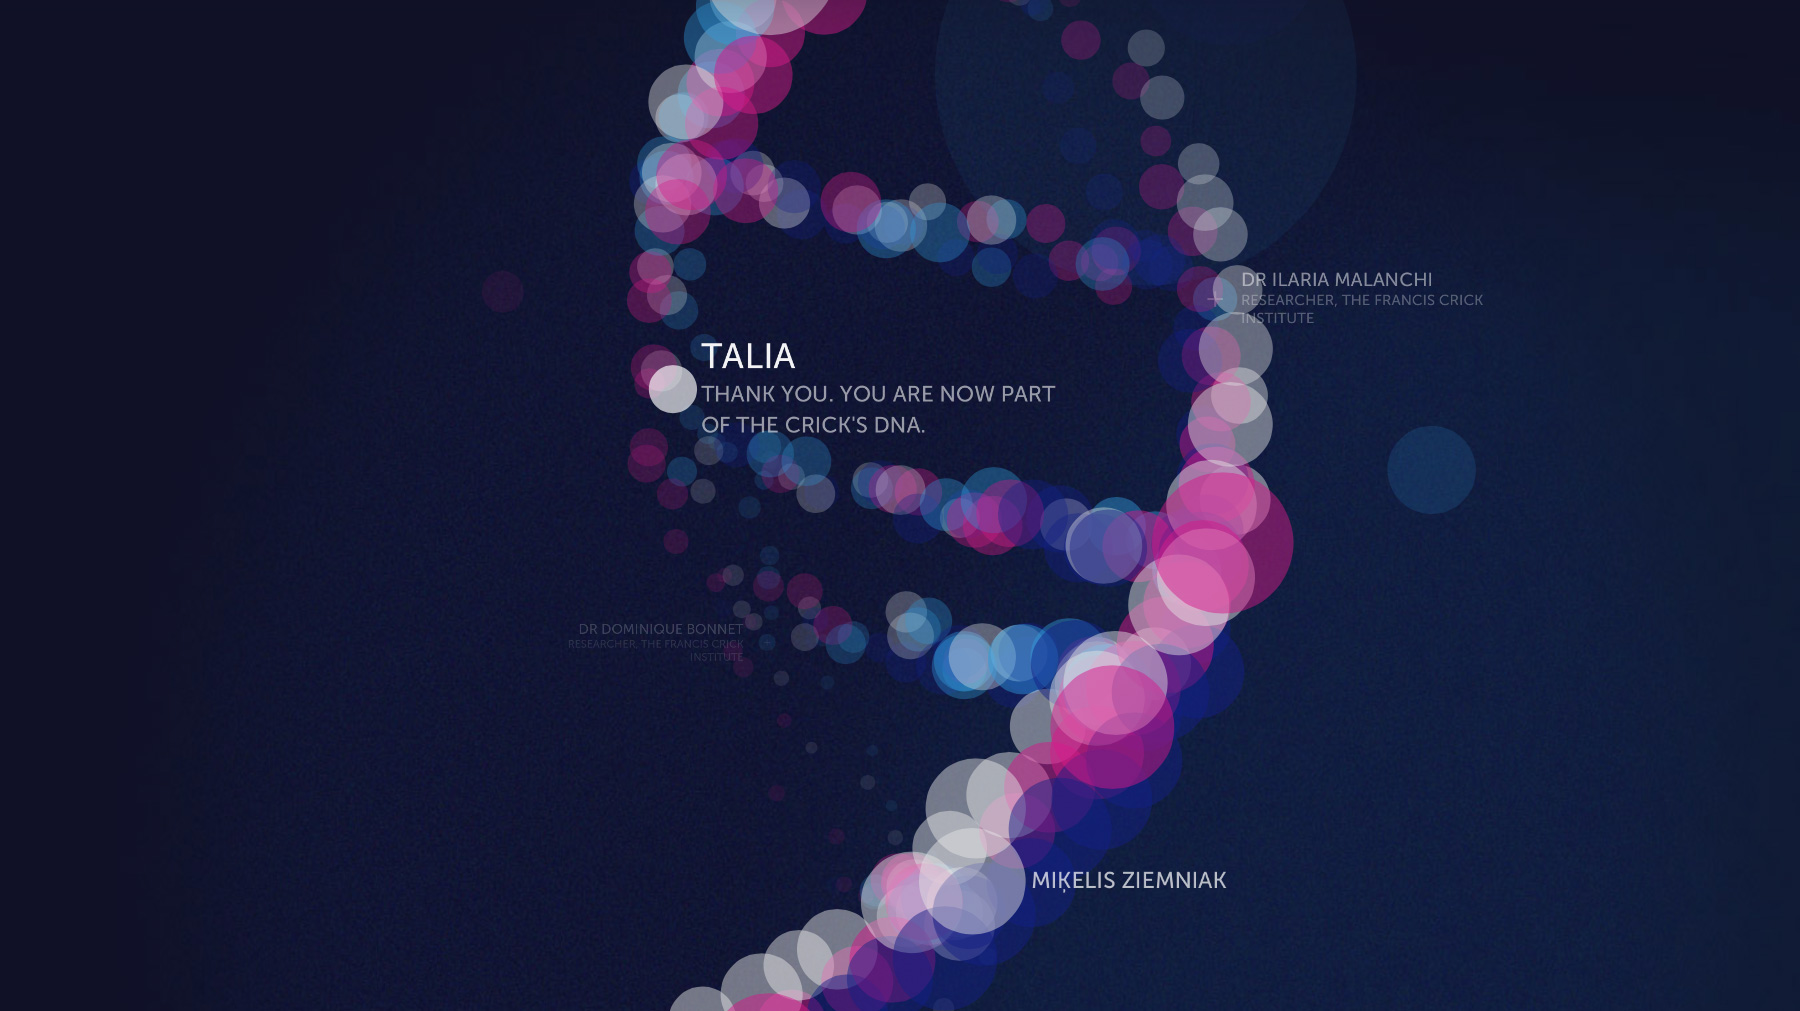 DR ILARIA MALANCHI
RESEARCHER, THE FRANCIS CRICK
INSTITUTE
TALIA
THANK YOU. YOU ARE NOW PART
OF THE CRICK'S DNA.
DR DOMINIQUE BONNET
RESEARCHER, THE FRANCIS CRICK
INSTITUTE
MIĶELIS ZIEMNIAK